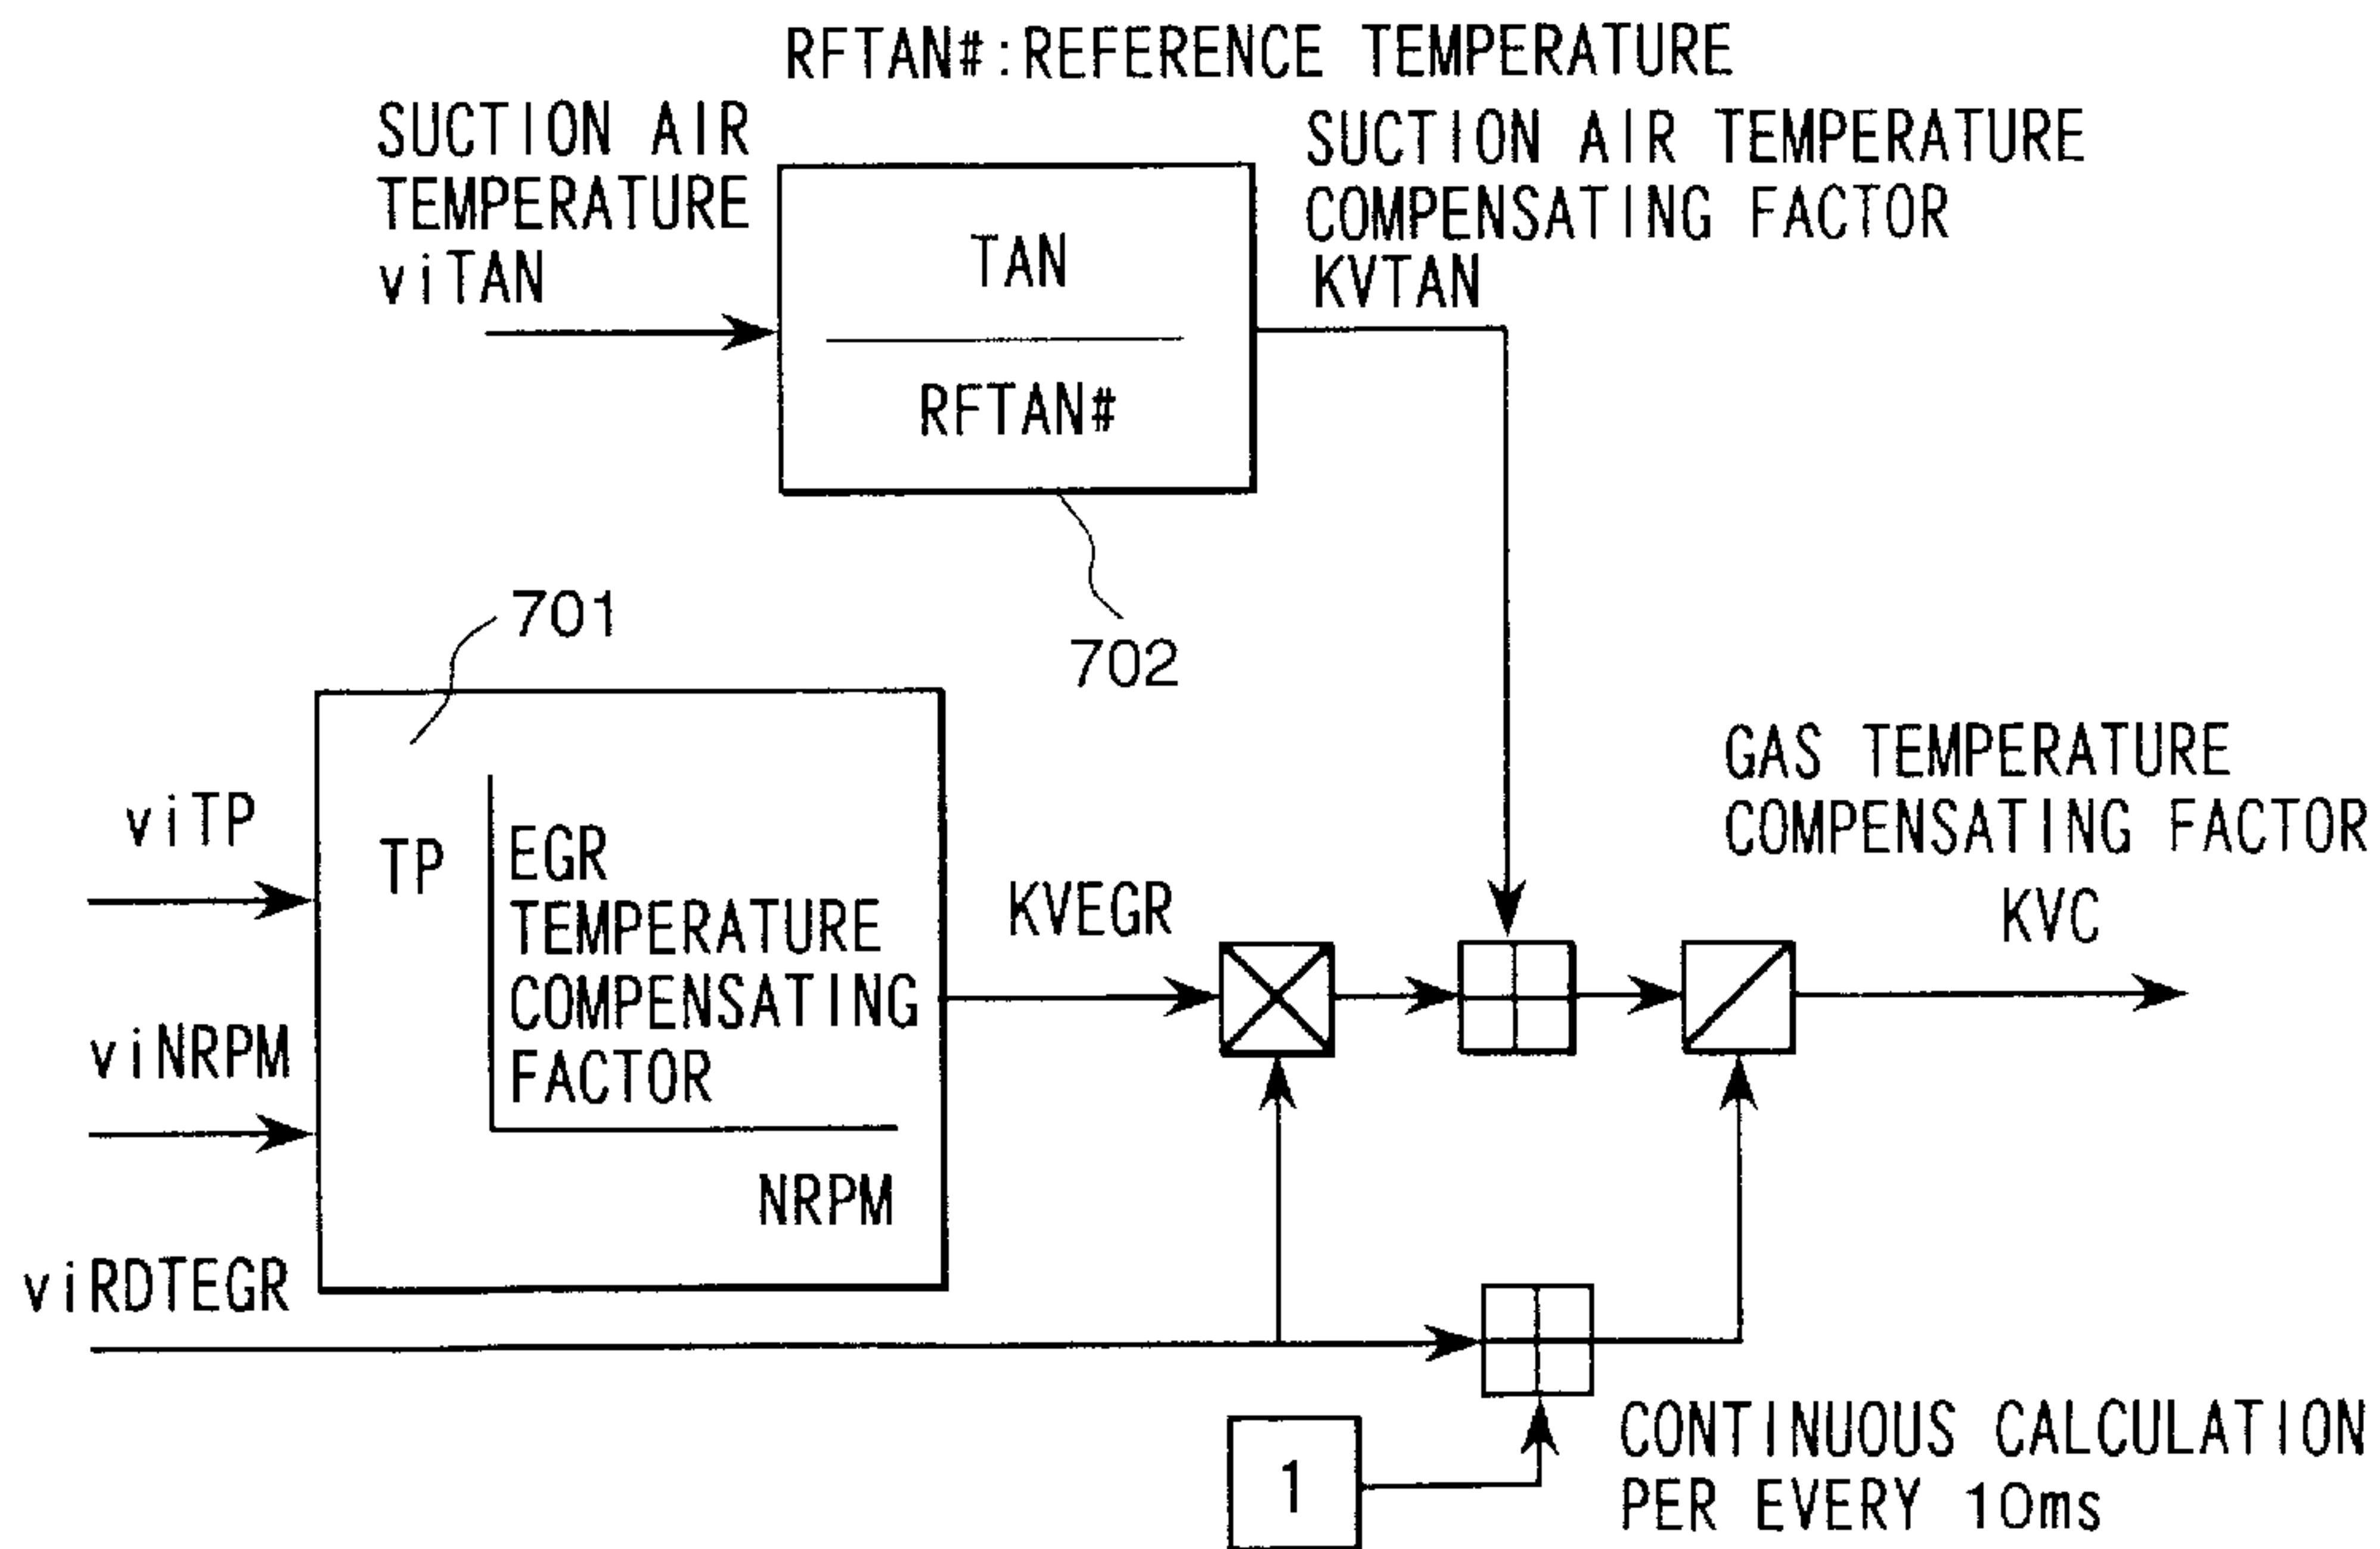 RFTAN#:REFERENCE TEMPERATURE
SUCTION AIR
TEMPERATURE
viTAN
TAN
RFTAN#
SUCTION AIR TEMPERATURE
COMPENSATING FACTOR
KVTAN
702
701
viTP
viNRPM
viRDTEGR
TP
EGR
TEMPERATURE
COMPENSATING
FACTOR
NRPM
KVEGR
GAS TEMPERATURE
COMPENSATING FACTOR
KVC
1
CONTINUOUS CALCULATION
PER EVERY 10ms